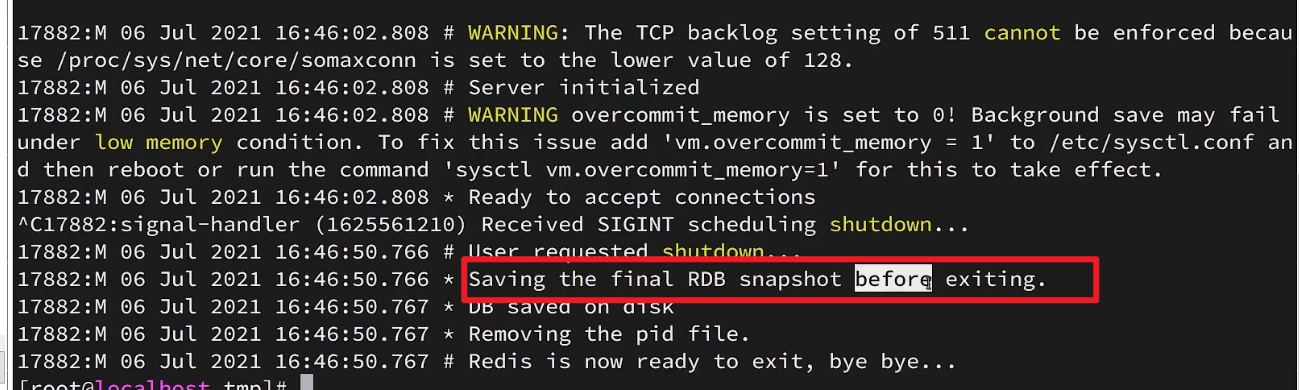 17882:M 06 Jul 2021 16:46:02.808 # WARNING: The TCP backlog setting of 511 cannot be enforced becau
se /proc/sys/net/core/somaxconn is set to the lower value of 128.
17882:M 06 Jul 2021 16:46:02.808 # Server initialized
17882:M 06 Jul 2021 16:46:02.808 # WARNING overcommit_memory is set to 0! Background save may fail
under low memory condition. To fix this issue add 'vm.overcommit_memory = 1' to /etc/sysctl.conf an
d then reboot or run the command 'sysctl vm.overcommit_memory=1' for this to take effect.
17882:M 06 Jul 2021 16:46:02.808 * Ready to accept connections
^C17882:signal-handler (1625561210) Received SIGINT scheduling shutdown...
17882:M 06 Jul 2021 16:46:50.766 # User requested shutdown...
17882:M 06 Jul 2021 16:46:50.766 * Saving the final RDB snapshot before exiting.
17882:M 06 Jul 2021 16:46:50.767 * DB saved on disk
17882:M 06 Jul 2021 16:46:50.767 * Removing the pid file.
17882:M 06 Jul 2021 16:46:50.767 # Redis is now ready to exit, bye bye...
[root@localhost tmp]#